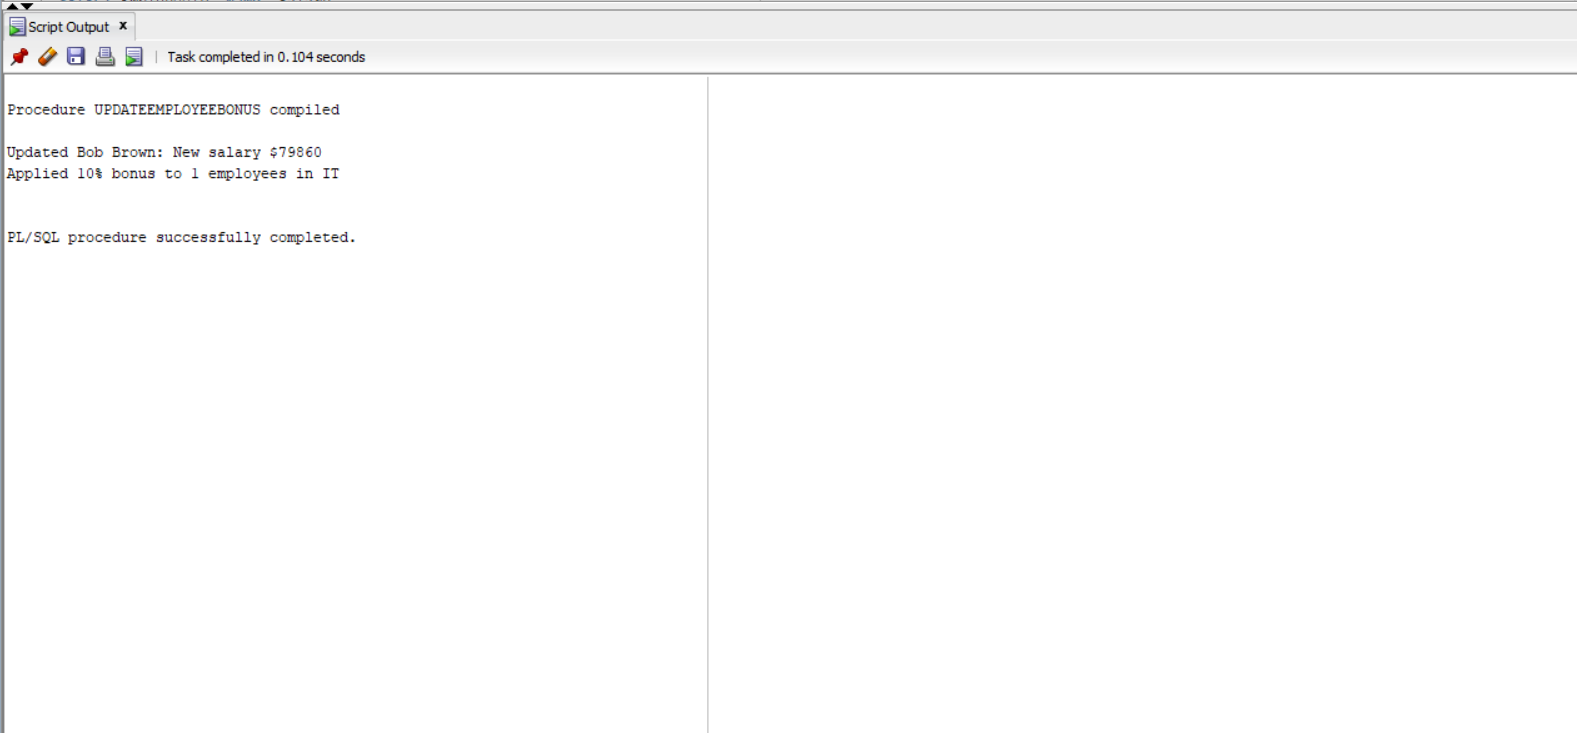 Script Output x
Task completed in 0.104 seconds
Procedure UPDATEEMPLOYEEBONUS compiled
Updated Bob Brown: New salary $79860
Applied 10% bonus to 1 employees in IT
PL/SQL procedure successfully completed.